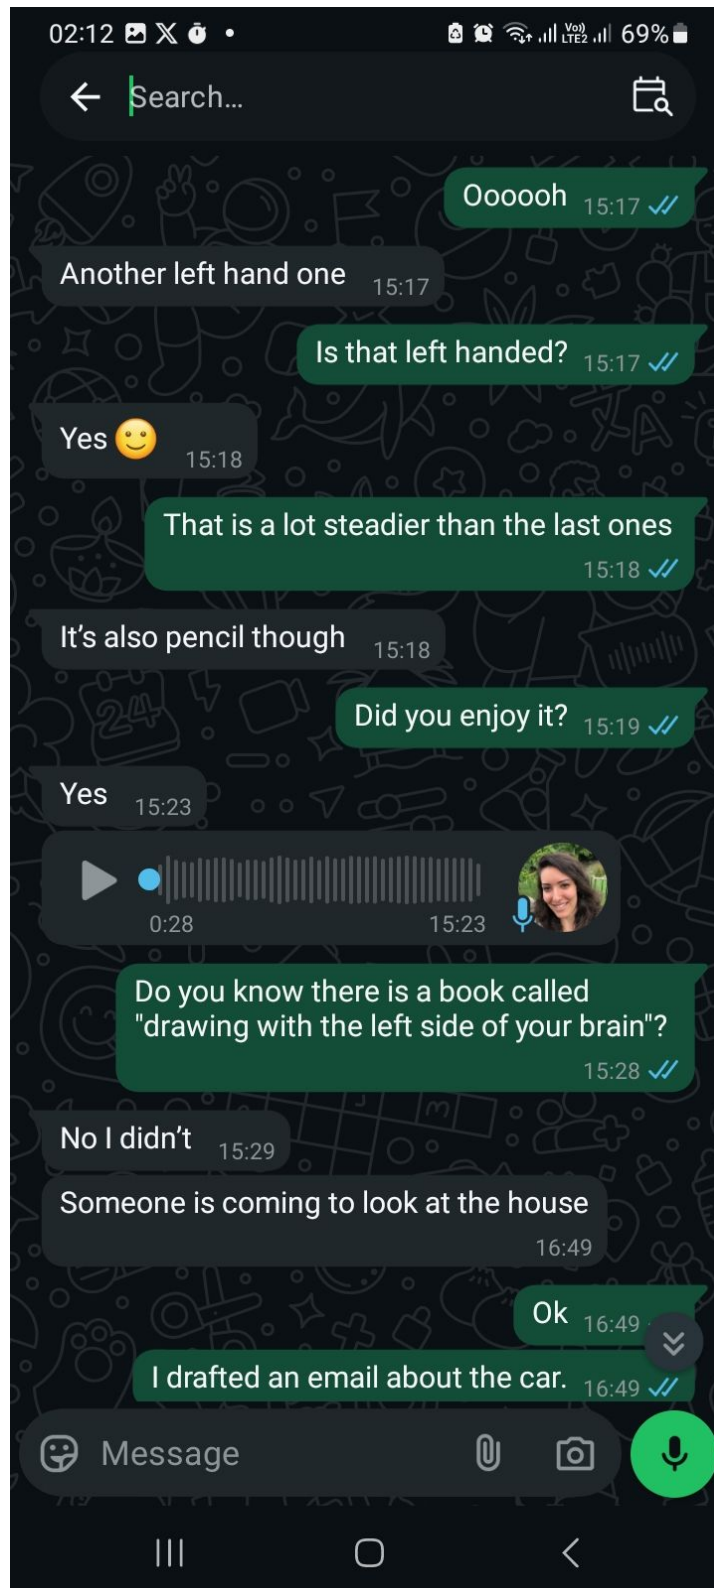 02:12
Vo))
LTE2
69%
Search...
Oooooh 15:17
Another left hand one 15:17
Is that left handed? 15:17
Yes 🙂 15:18
That is a lot steadier than the last ones
15:18
It's also pencil though 15:18
Did you enjoy it? 15:19
Yes 15:23
0:28 15:23
Do you know there is a book called
"drawing with the left side of your brain"?
15:28
No I didn't 15:29
Someone is coming to look at the house
16:49
Ok 16:49
I drafted an email about the car. 16:49
Message